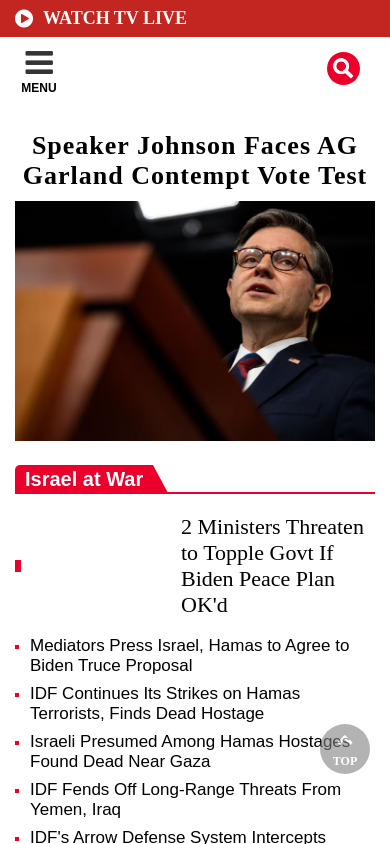 WATCH TV LIVE
MENU
Speaker Johnson Faces AG
Garland Contempt Vote Test
Israel at War
2 Ministers Threaten
to Topple Govt If
Biden Peace Plan
OK'd
Mediators Press Israel, Hamas to Agree to
Biden Truce Proposal
IDF Continues Its Strikes on Hamas
Terrorists, Finds Dead Hostage
Israeli Presumed Among Hamas Hostages
Found Dead Near Gaza
TOP
IDF Fends Off Long-Range Threats From
Yemen, Iraq
IDF's Arrow Defense System Intercepts